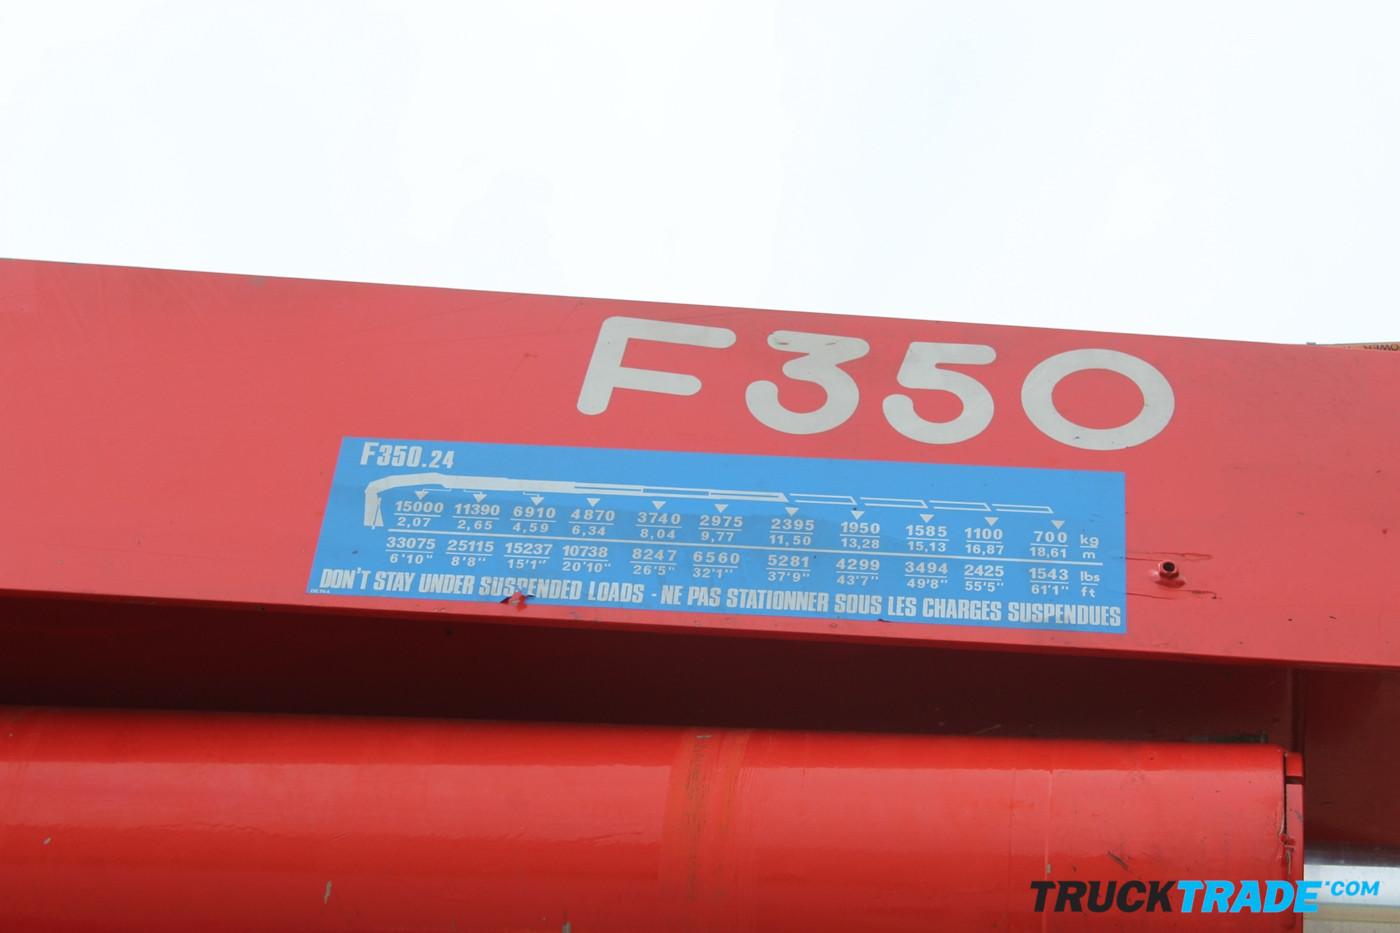 F350
F350.24
15000 11390 6910 4870 3740 2975 2395 1950 1585 1100 700 kg
2,07 2,65 4,59 6,34 8,04 9,77 11,50 13,28 15,13 16,87 18,61 m
33075 25115 15237 10738 8247 6560 5281 4299 3494 2425 1543 lbs
6'10" 8'8" 15'1" 20'10" 26'5" 32'1" 37'9" 43'7" 49'8" 55'5" 61'1" ft
DON'T STAY UNDER SUSPENDED LOADS - NE PAS STATIONNER SOUS LES CHARGES SUSPENDUES
TRUCKTRADE.COM